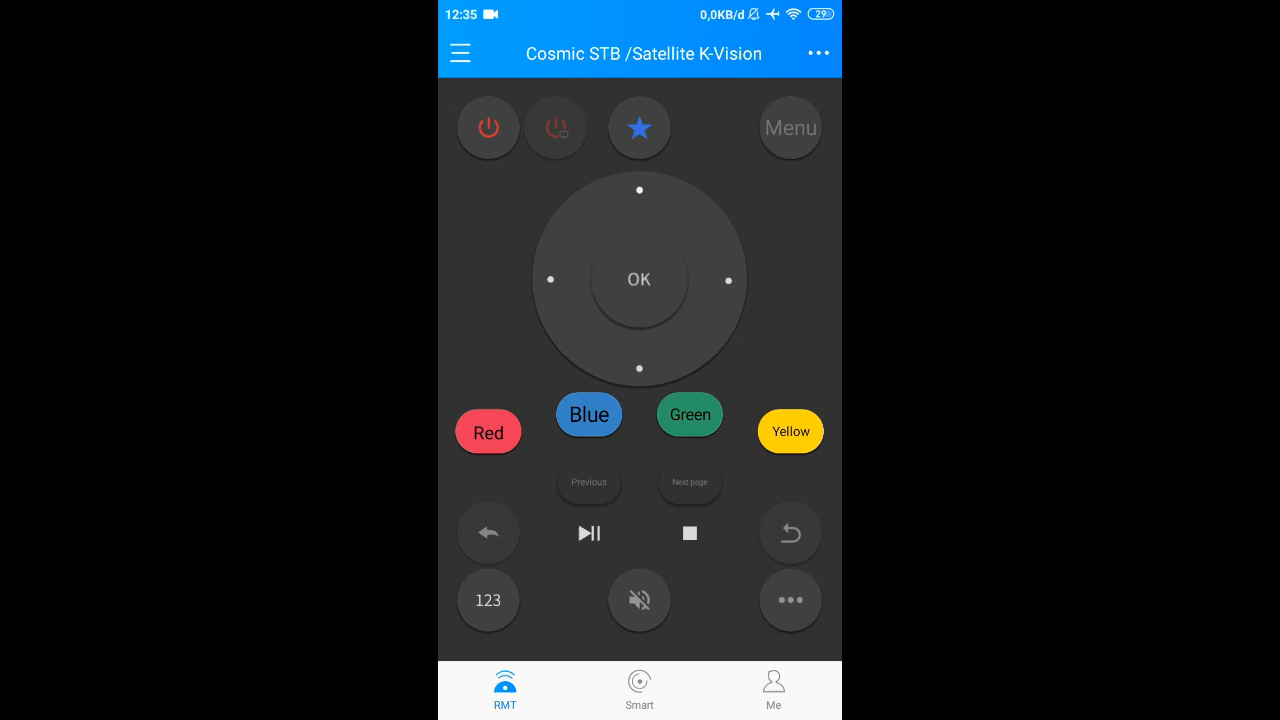 12:35
0,0KB/d
29
Cosmic STB /Satellite K-Vision
Menu
OK
Red
Blue
Green
Yellow
Previous
Next page
123
RMT
Smart
Me